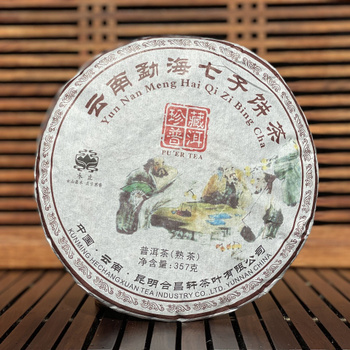 云南勐海七子饼茶
Yun Nan Meng Hai Qi Zi Bing Cha
珍藏
普洱
PU'ER TEA
普洱茶(熟茶)
净含量:357克
中国·云南·昆明合昌轩茶叶有限公司
KUNMING HECHANGXUAN TEA INDUSTRY CO., LTD. YUNNAN CHINA